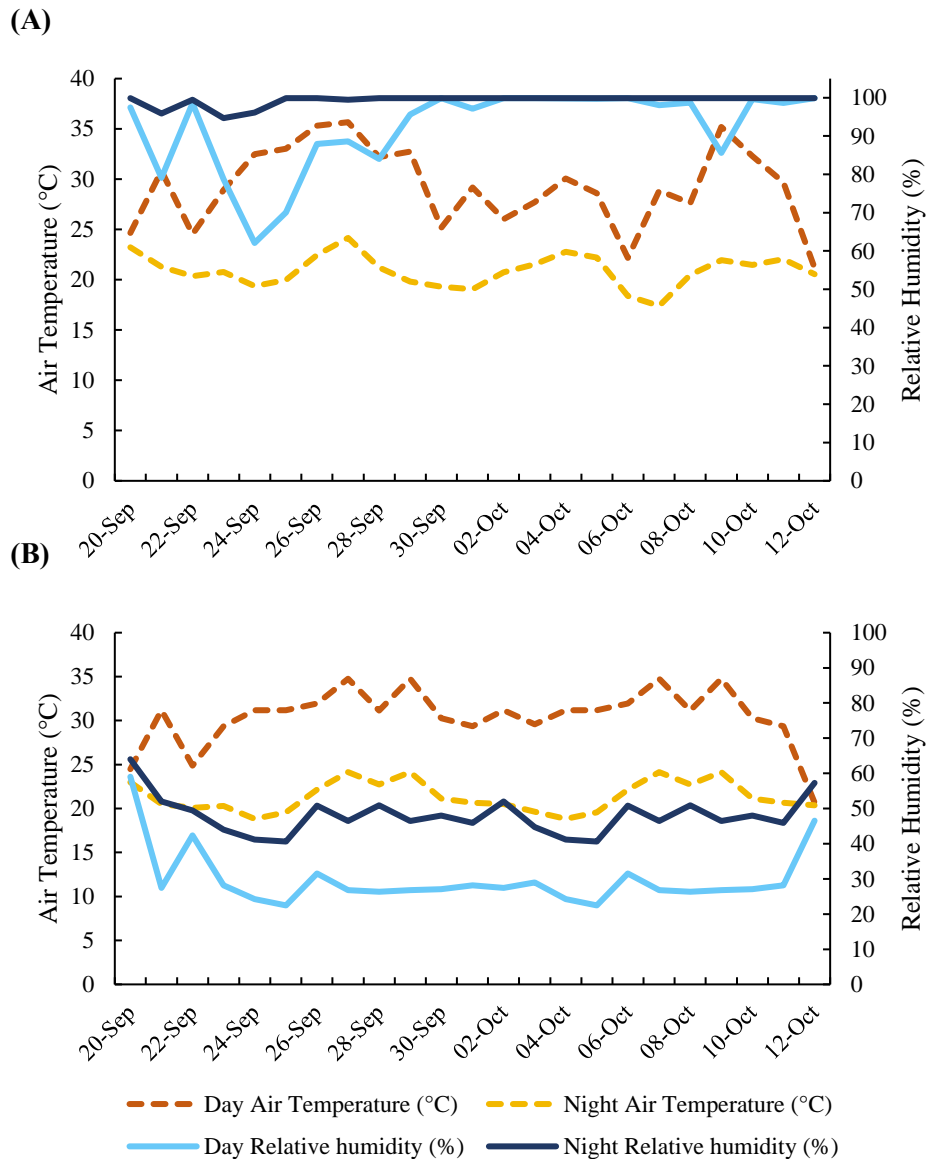 (A)
40
35
30
25
20
15
10
5
0
Air Temperature (°C)
100
90
80
70
60
50
40
30
20
10
0
Relative Humidity (%)
20-Sep
22-Sep
24-Sep
26-Sep
28-Sep
30-Sep
02-Oct
04-Oct
06-Oct
08-Oct
10-Oct
12-Oct
(B)
40
35
30
25
20
15
10
5
0
Air Temperature (°C)
100
90
80
70
60
50
40
30
20
10
0
Relative Humidity (%)
20-Sep
22-Sep
24-Sep
26-Sep
28-Sep
30-Sep
02-Oct
04-Oct
06-Oct
08-Oct
10-Oct
12-Oct
Day Air Temperature (°C)
Night Air Temperature (°C)
Day Relative humidity (%)
Night Relative humidity (%)